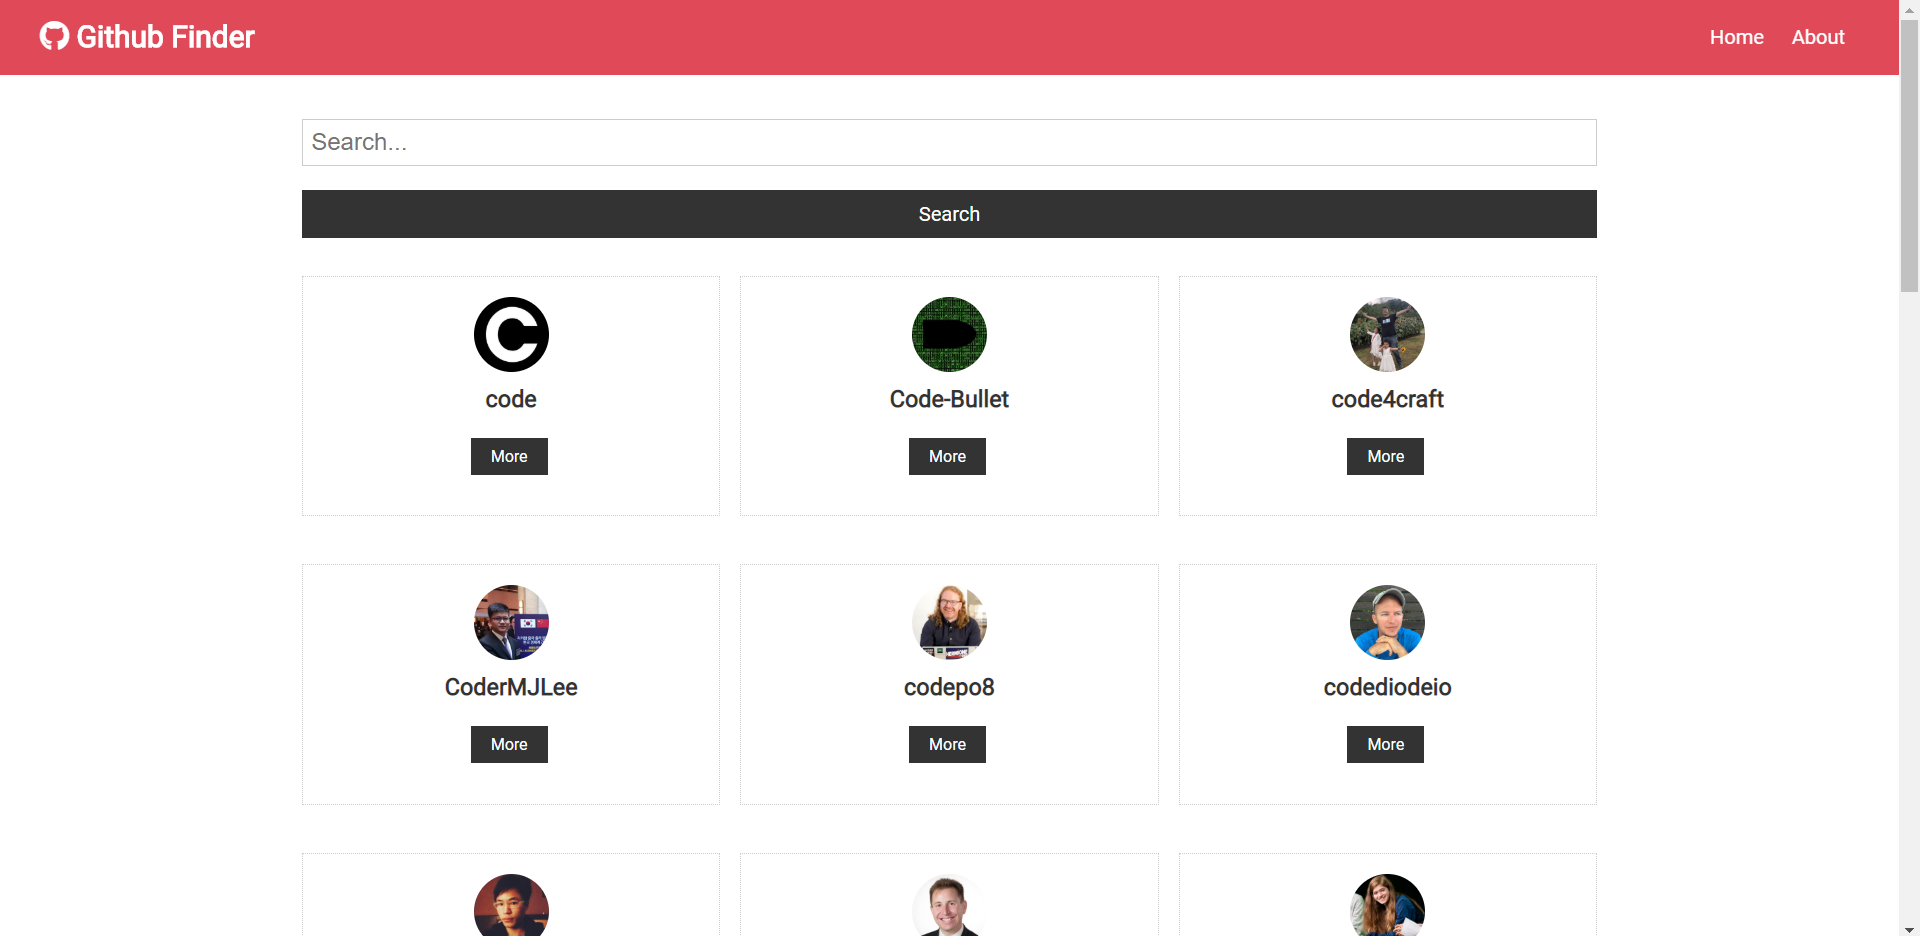 Github Finder
Home About
Search...
Search
code Code-Bullet code4craft
More More More
CoderMJLee codepo8 codediodeio
More More More